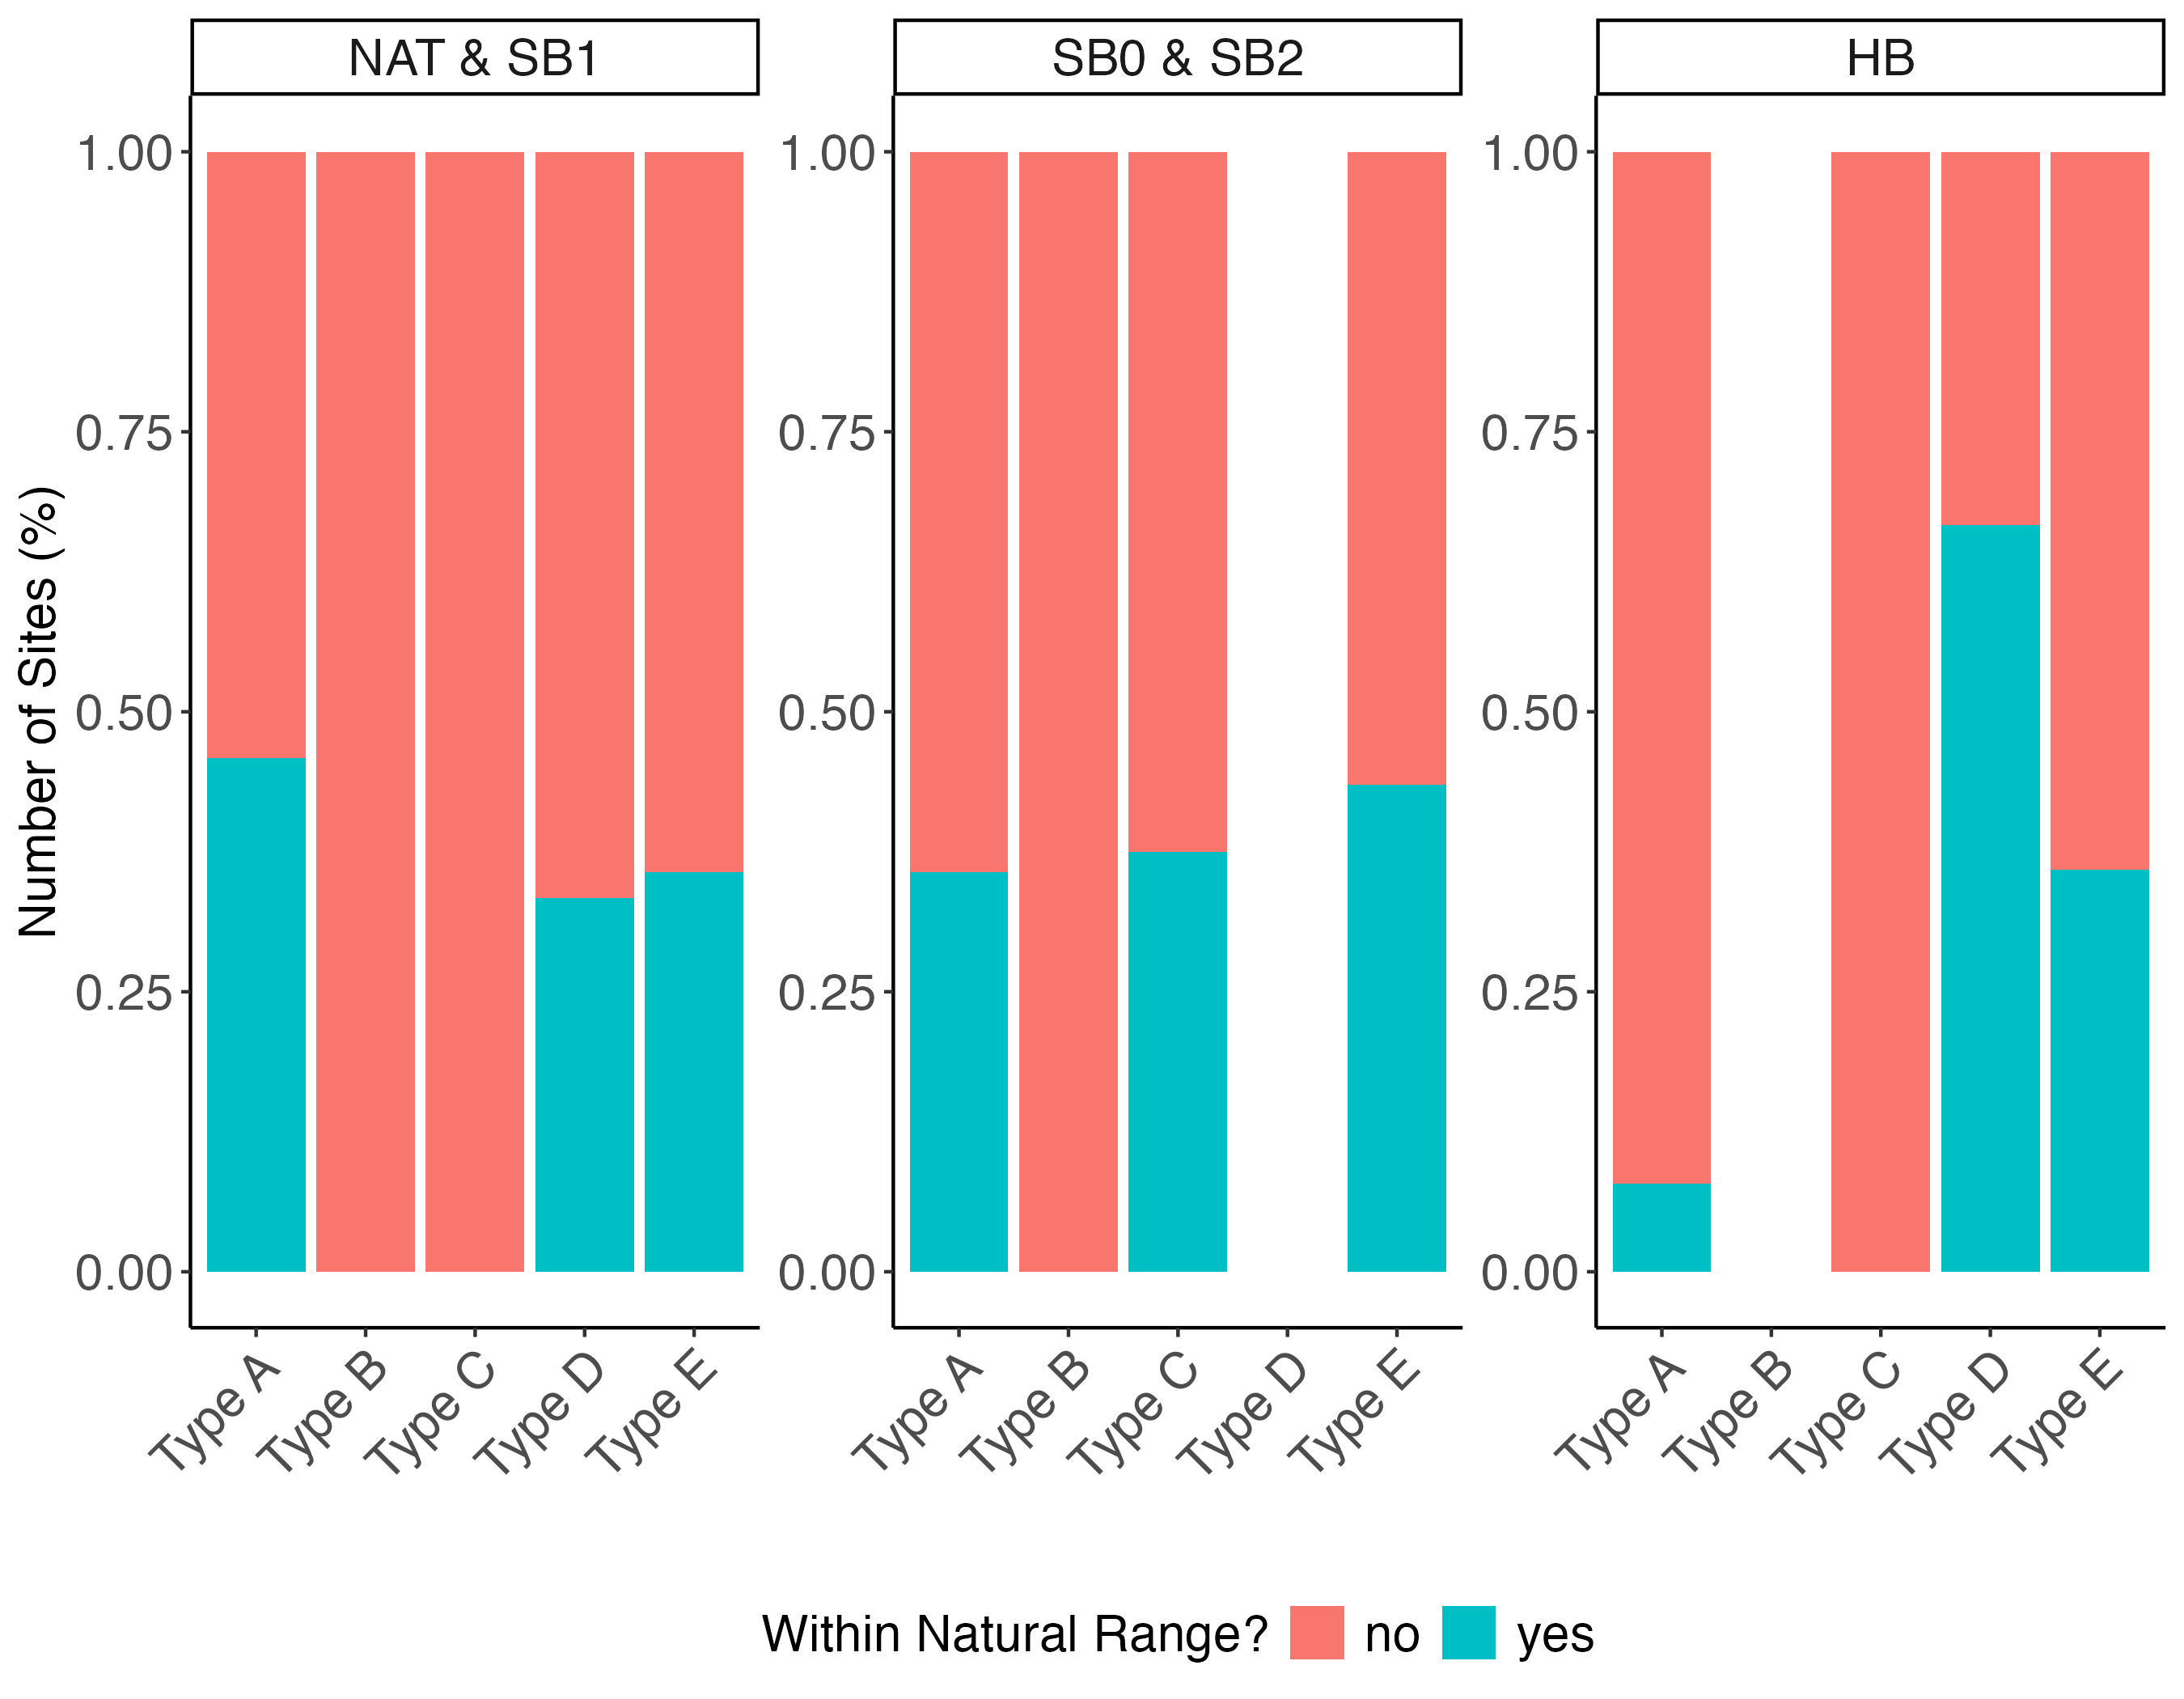 NAT & SB1
SB0 & SB2
HB
Number of Sites (%)
1.00
0.75
0.50
0.25
0.00
1.00
0.75
0.50
0.25
0.00
1.00
0.75
0.50
0.25
0.00
Type A
Type B
Type C
Type D
Type E
Type A
Type B
Type C
Type D
Type E
Type A
Type B
Type C
Type D
Type E
Within Natural Range? no yes